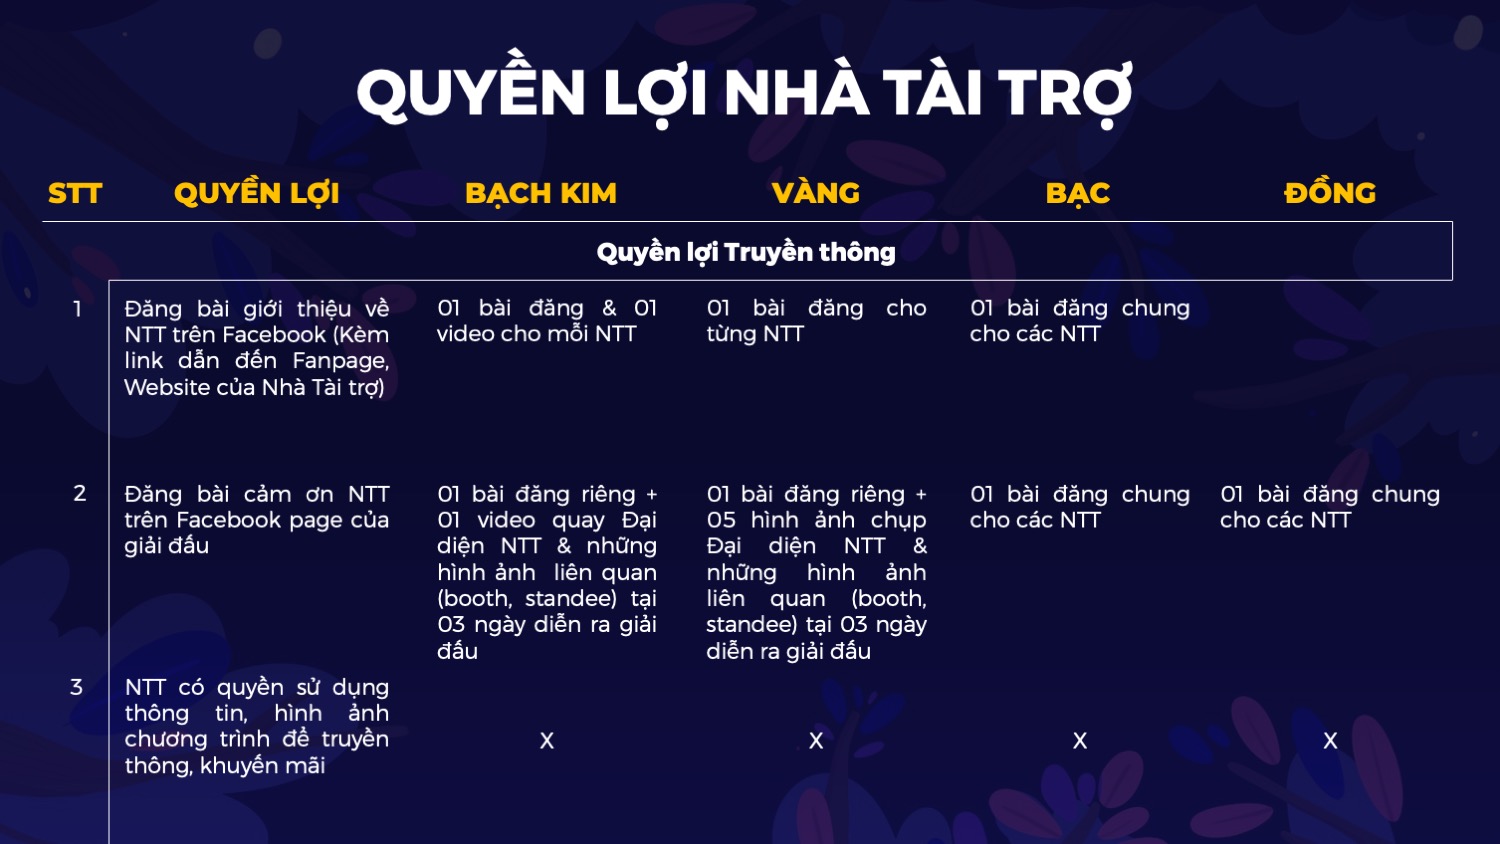 QUYỀN LỢI NHÀ TÀI TRỢ
STT QUYỀN LỢI BẠCH KIM VÀNG BẠC ĐỒNG
Quyền lợi Truyền thông
1
Đăng bài giới thiệu về
NTT trên Facebook (Kèm
link dẫn đến Fanpage,
Website của Nhà Tài trợ)
01 bài đăng & 01
video cho mỗi NTT
01 bài đăng cho
từng NTT
01 bài đăng chung
cho các NTT
2
Đăng bài cảm ơn NTT
trên Facebook page của
giải đấu
01 bài đăng riêng +
01 video quay Đại
diện NTT & những
hình ảnh liên quan
(booth, standee) tại
03 ngày diễn ra giải
đấu
01 bài đăng riêng +
05 hình ảnh chụp
Đại diện NTT &
những hình ảnh
liên quan (booth,
standee) tại 03 ngày
diễn ra giải đấu
01 bài đăng chung
cho các NTT
01 bài đăng chung
cho các NTT
3
NTT có quyền sử dụng
thông tin, hình ảnh
chương trình để truyền
thông, khuyến mãi
X
X
X
X